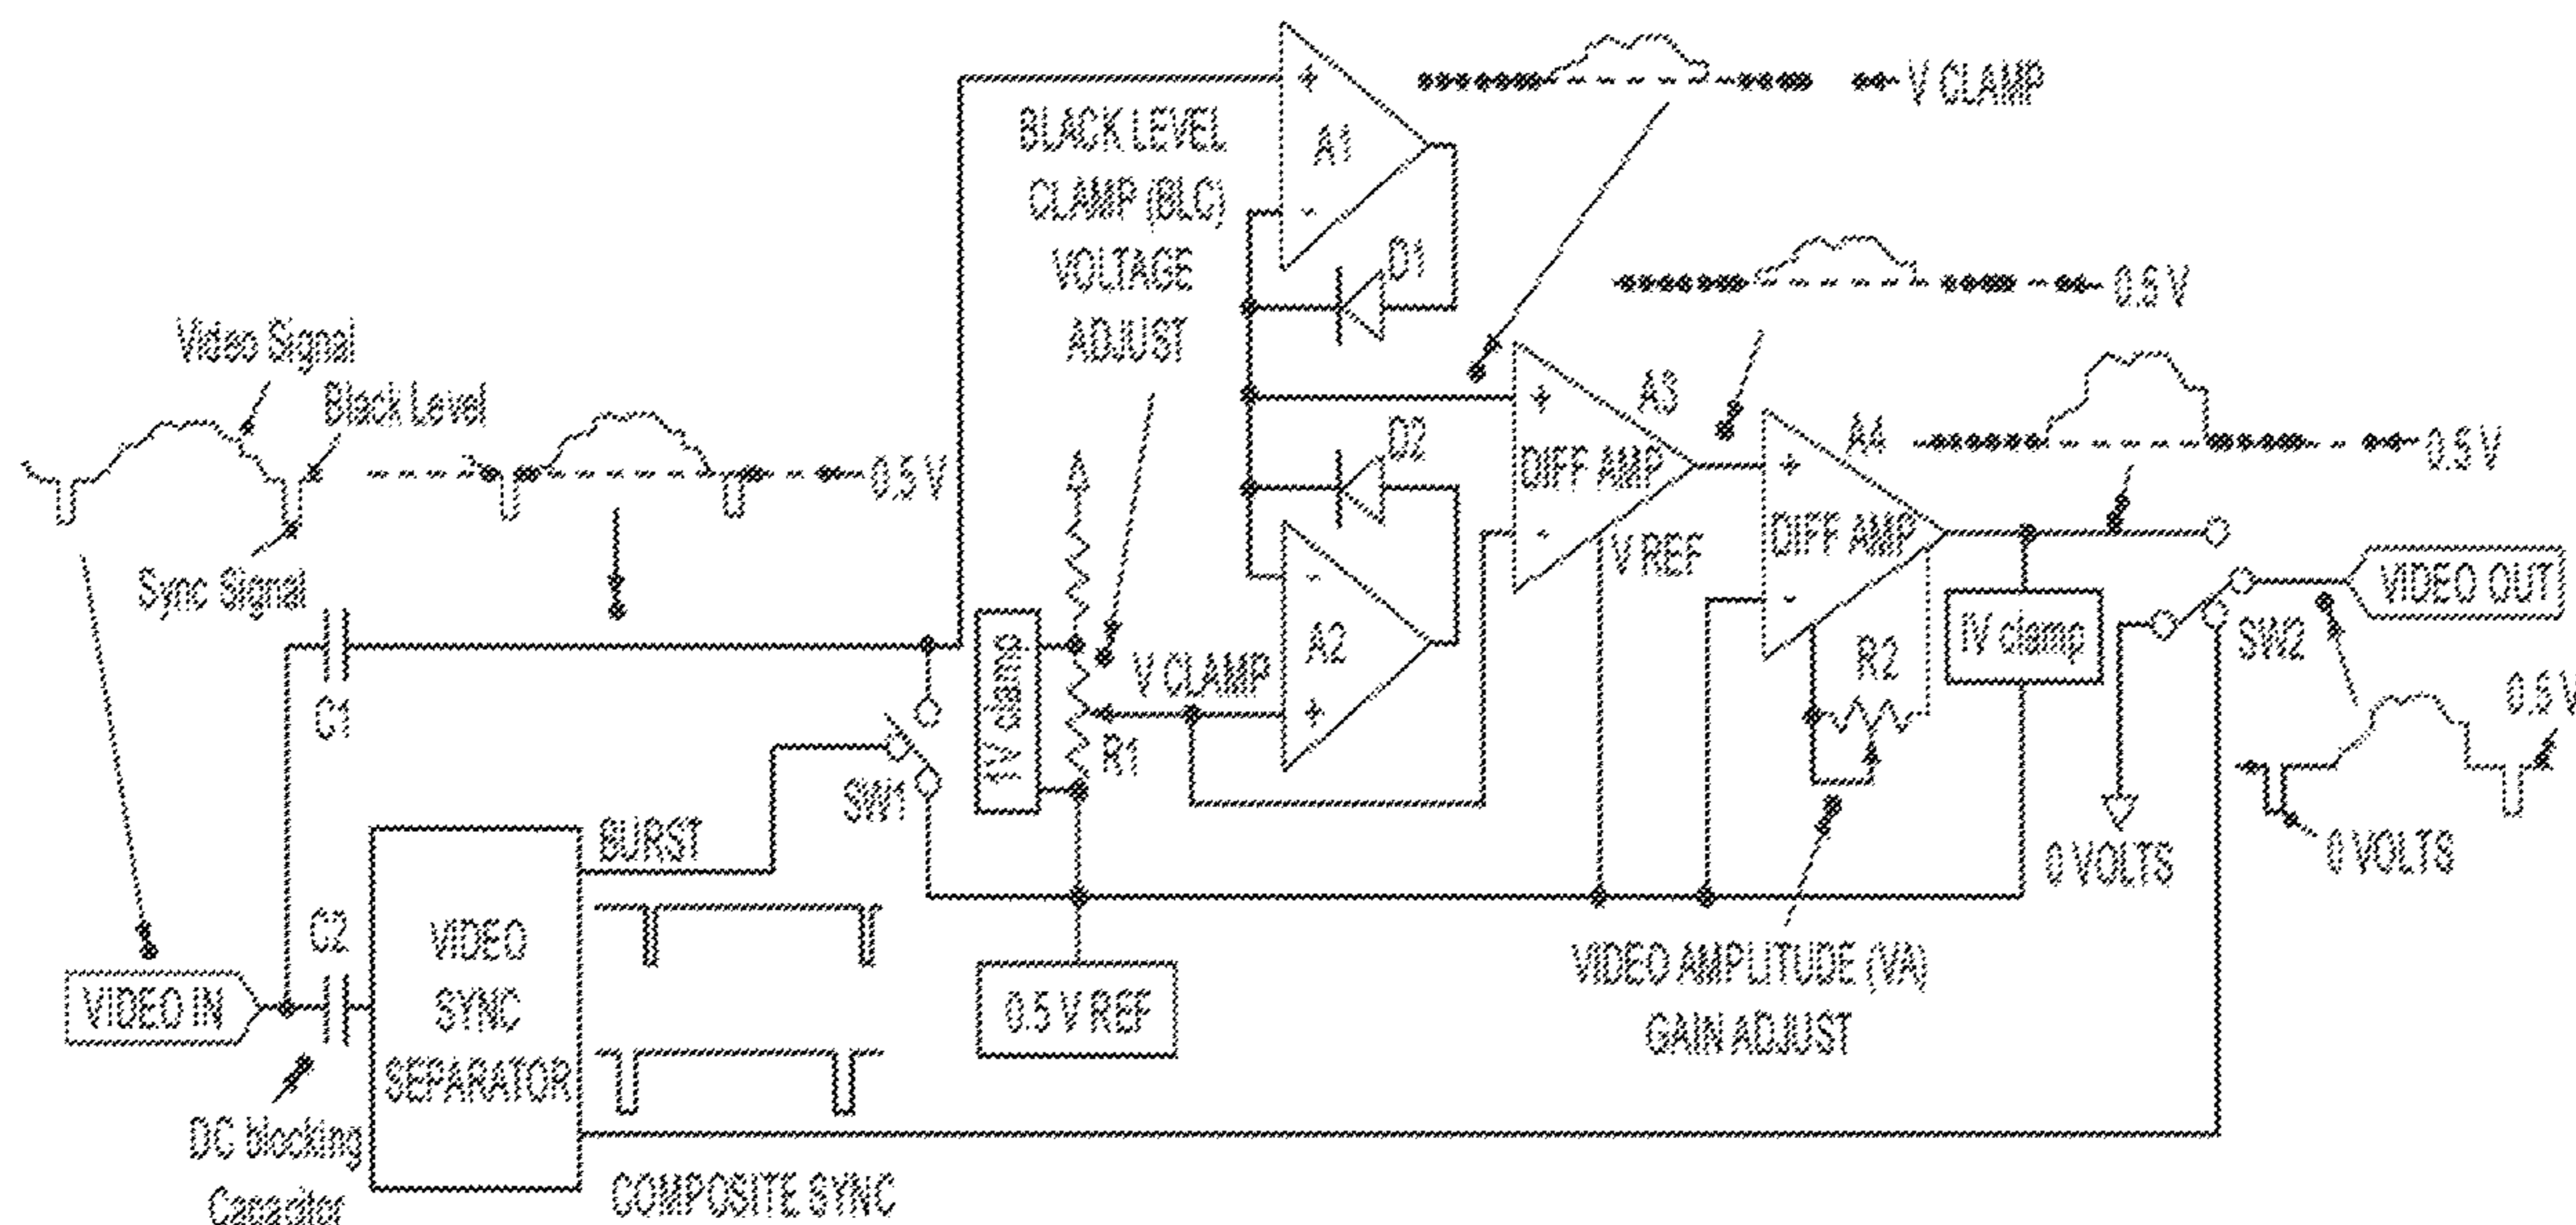 V CLAMP
A1
+
-
BLACK LEVEL
CLAMP (BLC)
VOLTAGE
ADJUST
D1
0.5 V
Video Signal
Black Level
0.5 V
Sync Signal
A3
+
DIFF AMP
-
V REF
D2
A4
+
DIFF AMP
-
0.5 V
VIDEO OUT
SW2
1V clamp
R2
C1
1V clamp
V CLAMP
-
A2
+
R1
SW1
0.5 V
0 VOLTS
0 VOLTS
BURST
C2
VIDEO
SYNC
SEPARATOR
VIDEO IN
0.5 V REF
VIDEO AMPLITUDE (VA)
GAIN ADJUST
DC blocking
Capacitor
COMPOSITE SYNC